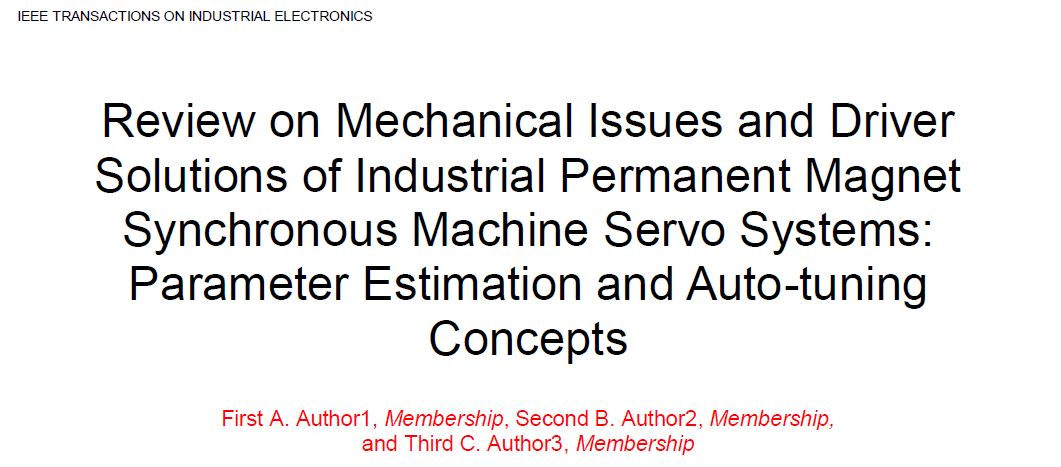 IEEE TRANSACTIONS ON INDUSTRIAL ELECTRONICS
Review on Mechanical Issues and Driver
Solutions of Industrial Permanent Magnet
Synchronous Machine Servo Systems:
Parameter Estimation and Auto-tuning
Concepts
First A. Author1, Membership, Second B. Author2, Membership,
and Third C. Author3, Membership